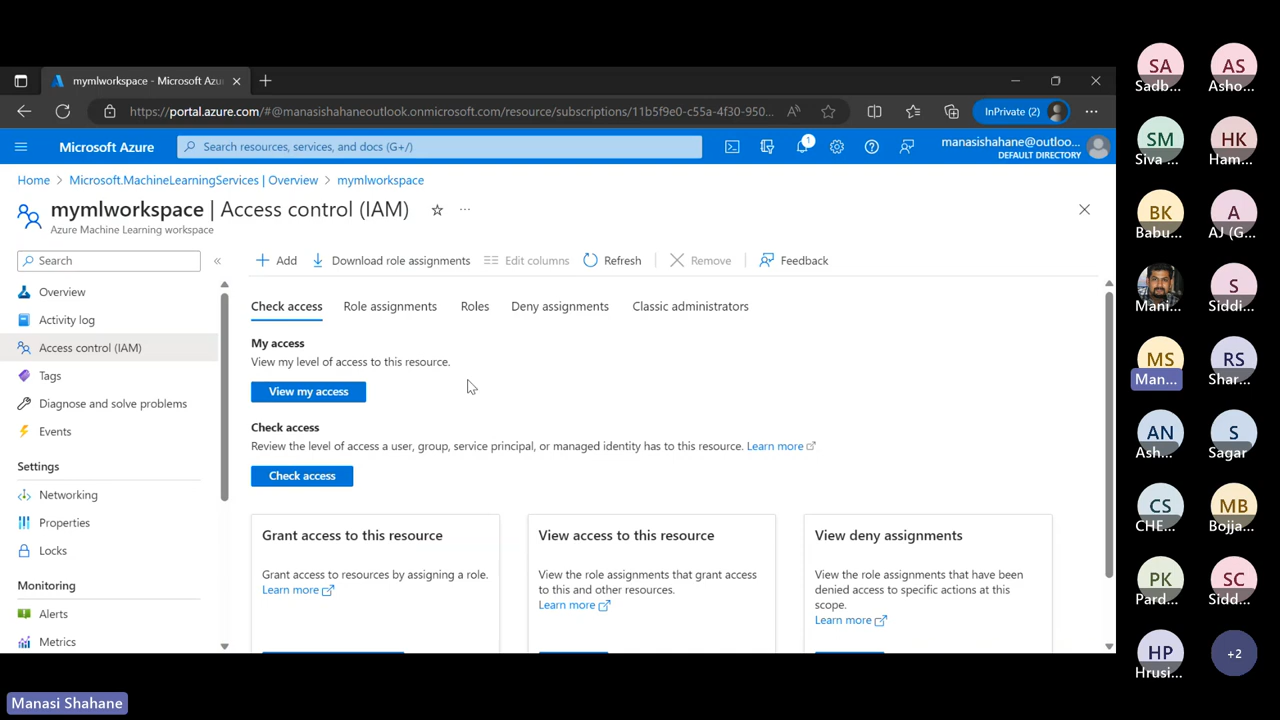 mymlworkspace - Microsoft Azu
https://portal.azure.com/#@manasishahaneoutlook.onmicrosoft.com/resource/subscriptions/11b5f9e0-c55a-4f30-950...
InPrivate (2)
Microsoft Azure
Search resources, services, and docs (G+/)
1
manasishahane@outloo...
DEFAULT DIRECTORY
Home > Microsoft.MachineLearningServices | Overview > mymlworkspace
mymlworkspace | Access control (IAM)
Azure Machine Learning workspace
Search
Overview
Activity log
Access control (IAM)
Tags
Diagnose and solve problems
Events
Settings
Networking
Properties
Locks
Monitoring
Alerts
Metrics
Add
Download role assignments
Edit columns
Refresh
Remove
Feedback
Check access
Role assignments
Roles
Deny assignments
Classic administrators
My access
View my level of access to this resource.
View my access
Check access
Review the level of access a user, group, service principal, or managed identity has to this resource. Learn more
Check access
Grant access to this resource
Grant access to resources by assigning a role.
Learn more
View access to this resource
View the role assignments that grant access
to this and other resources.
Learn more
View deny assignments
View the role assignments that have been
denied access to specific actions at this
scope.
Learn more
SA
Sadb...
AS
Asho...
SM
Siva ...
HK
Ham...
BK
Babu...
A
AJ (G...
Mani...
S
Siddi...
MS
Man...
RS
Shar...
AN
Ash...
S
Sagar
CS
CHE...
MB
Bojja...
PK
Pard...
SC
Sidd...
HP
Hrusi...
+2
Manasi Shahane